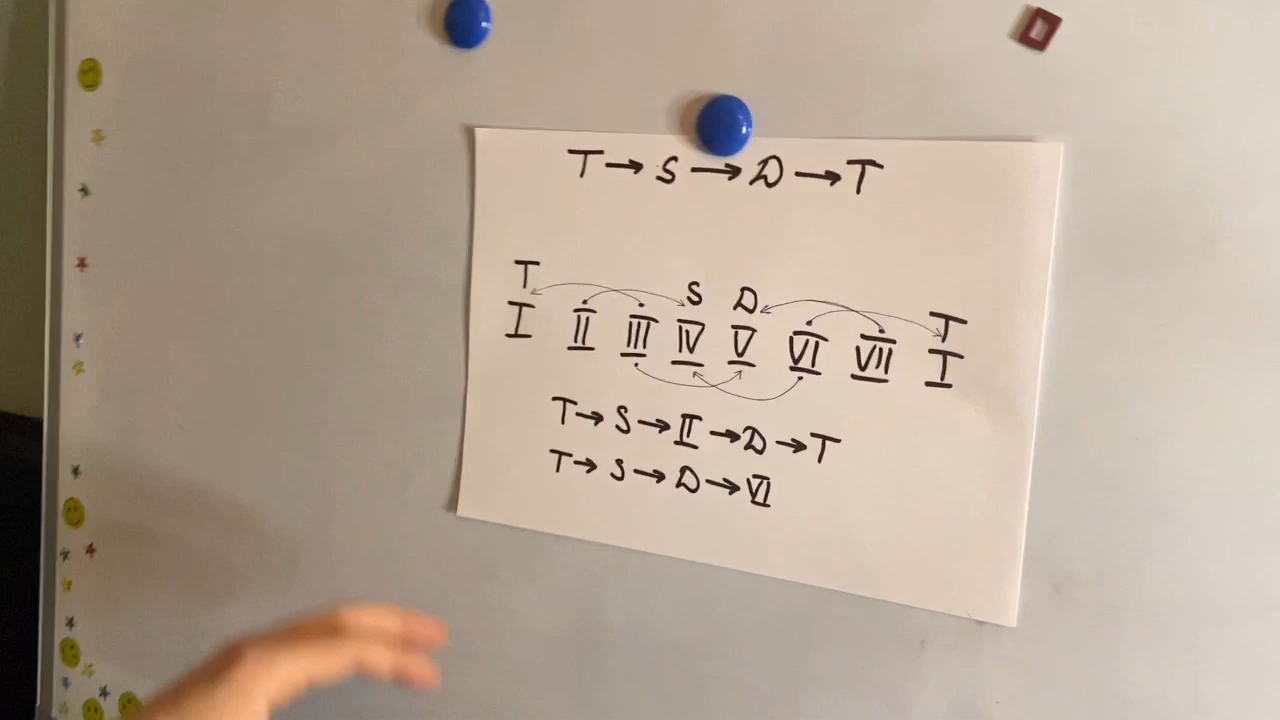 T → S → D → T
T S D T
I II III IV V VI VII I
T → S → II → D → T
T → S → D → VI